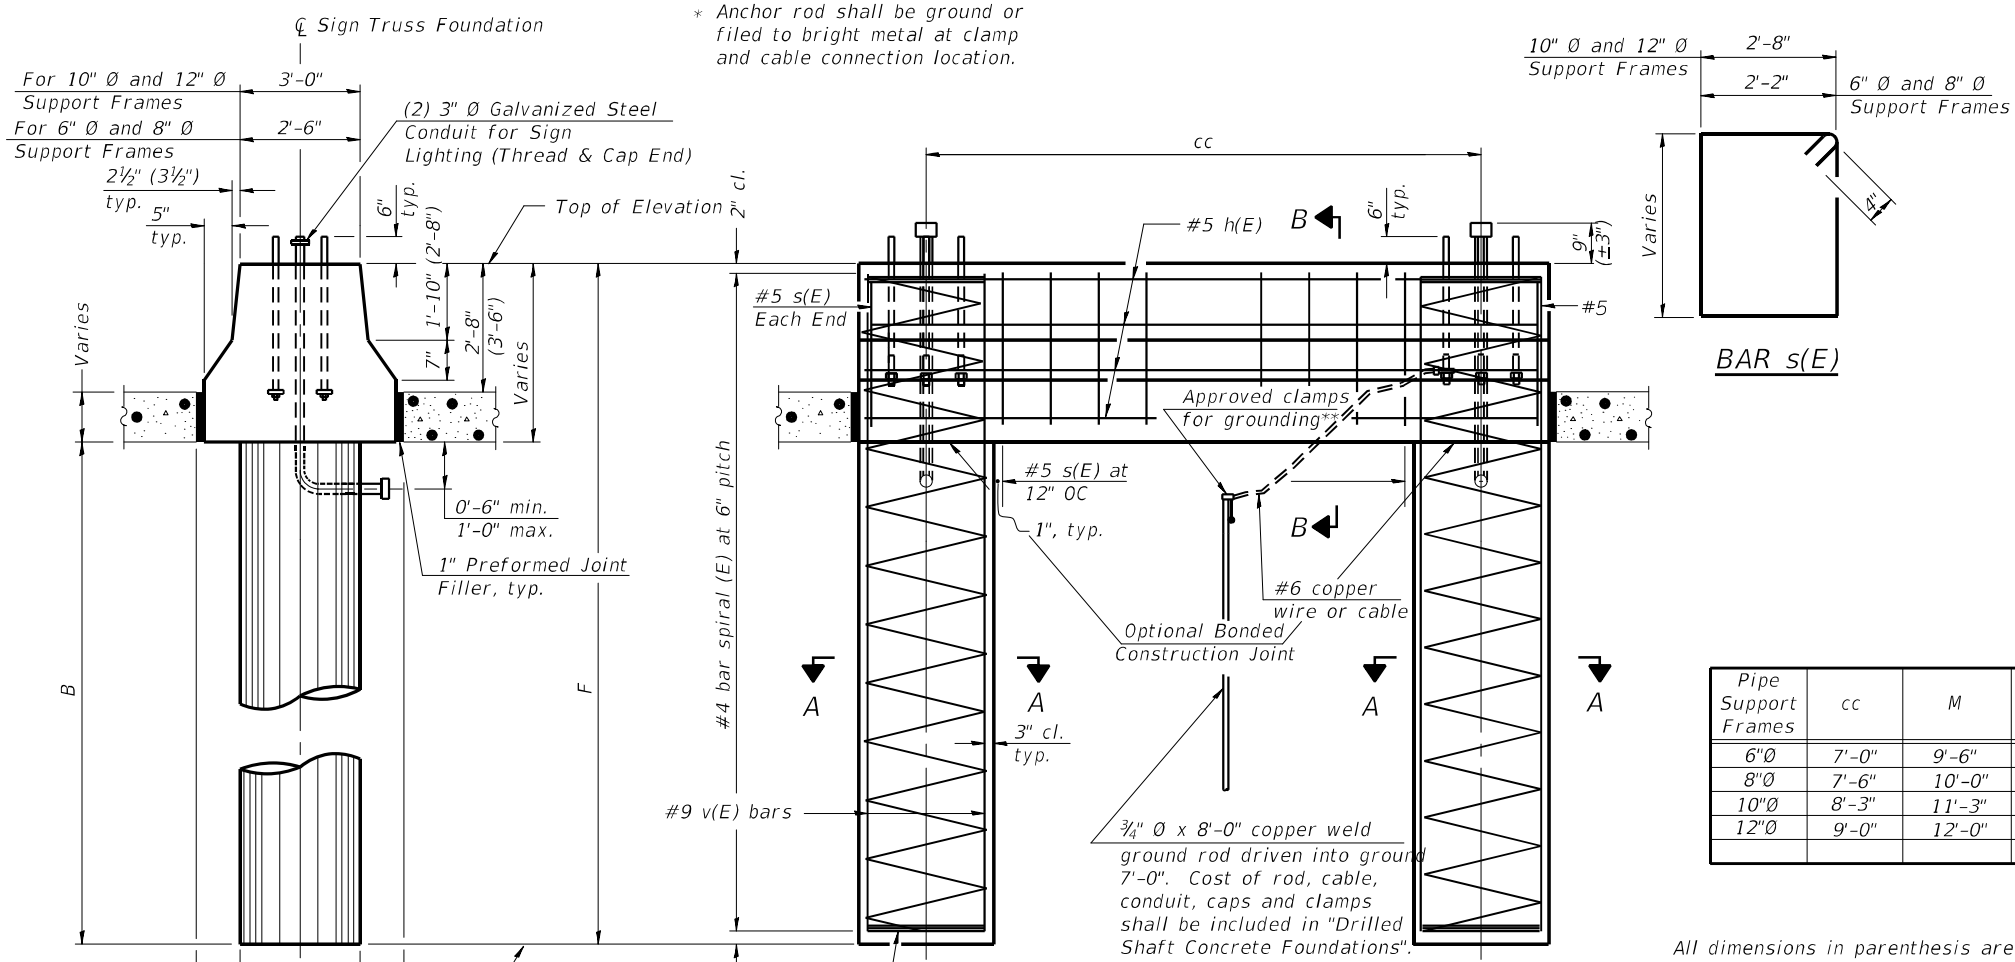 ℄ Sign Truss Foundation
* Anchor rod shall be ground or
filed to bright metal at clamp
and cable connection location.
For 10" Ø and 12" Ø
Support Frames
3'-0"
For 6" Ø and 8" Ø
Support Frames
2'-6"
(2) 3" Ø Galvanized Steel
Conduit for Sign
Lighting (Thread & Cap End)
2½" (3½")
typ.
5"
typ.
6"
typ.
Top of Elevation
1'-10" (2'-8")
7"
2'-8"
(3'-6")
Varies
Varies
0'-6" min.
1'-0" max.
1" Preformed Joint
Filler, typ.
B
F
2" cl.
#4 bar spiral (E) at 6" pitch
cc
#5 h(E)
B
6"
typ.
9"
(±3")
#5 s(E)
Each End
#5
Approved clamps
for grounding**
#5 s(E) at
12" OC
1", typ.
B
#6 copper
wire or cable
Optional Bonded
Construction Joint
A
A
A
A
3" cl.
typ.
#9 v(E) bars
¾" Ø x 8'-0" copper weld
ground rod driven into ground
7'-0". Cost of rod, cable,
conduit, caps and clamps
shall be included in "Drilled
Shaft Concrete Foundations".
10" Ø and 12" Ø
Support Frames
2'-8"
2'-2"
6" Ø and 8" Ø
Support Frames
Varies
4"
BAR s(E)
Pipe
Support
Frames
cc
M
6"Ø 7'-0" 9'-6"
8"Ø 7'-6" 10'-0"
10"Ø 8'-3" 11'-3"
12"Ø 9'-0" 12'-0"
All dimensions in parenthesis are